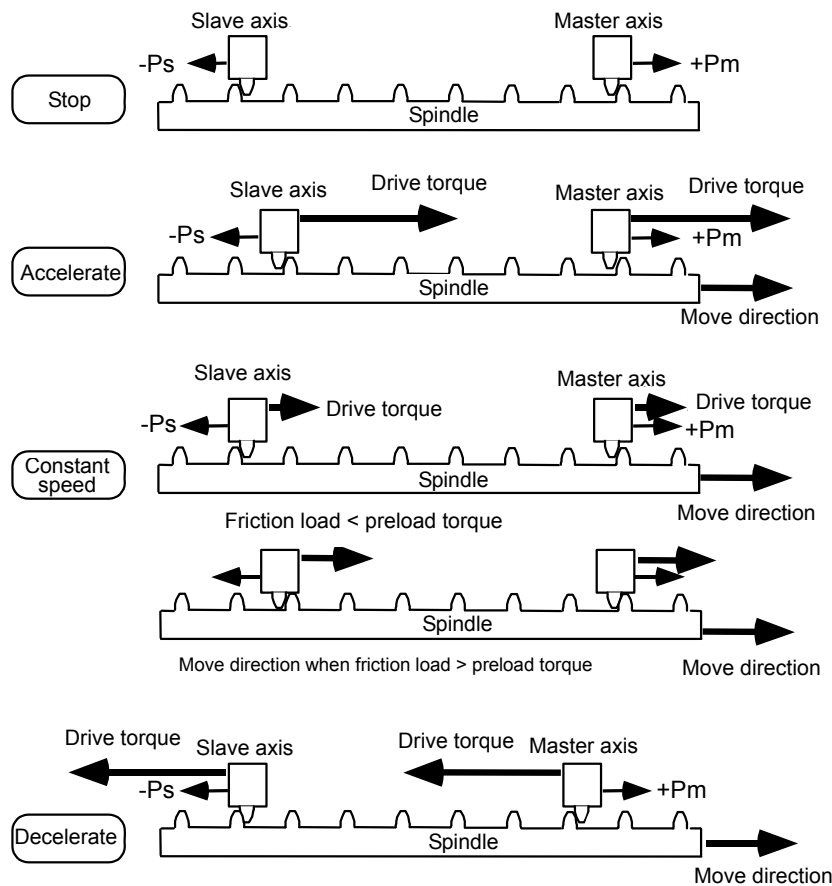 Slave axis
Master axis
-Ps
+Pm
Stop
Spindle
Slave axis
Drive torque
Master axis
Drive torque
-Ps
+Pm
Accelerate
Spindle
Move direction
Slave axis
Drive torque
Master axis
Drive torque
-Ps
+Pm
Constant
speed
Spindle
Friction load < preload torque
Move direction
Spindle
Move direction when friction load > preload torque
Move direction
Drive torque
Slave axis
Drive torque
Master axis
-Ps
+Pm
Decelerate
Spindle
Move direction